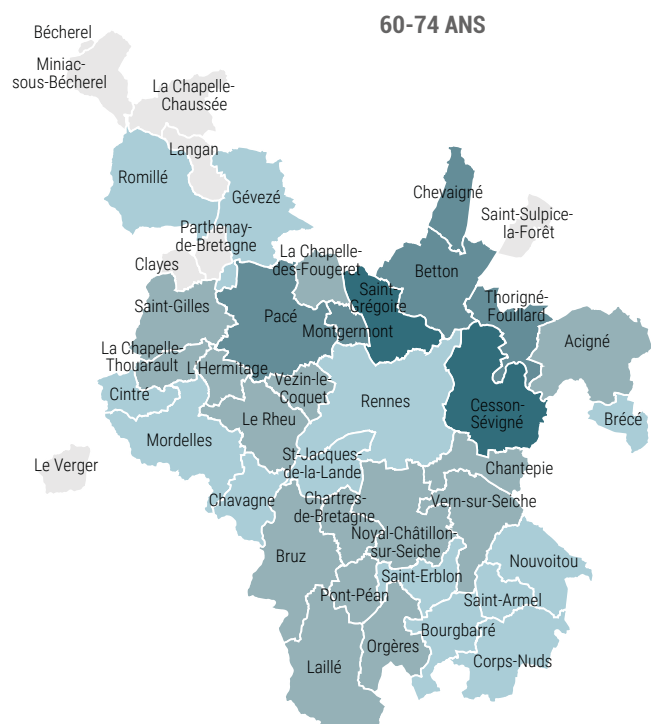 60-74 ANS
Bécherel
Miniac-
sous-Bécherel
La Chapelle-
Chaussée
Langan
Romillé
Gévezé
Chevaigné
Saint-Sulpice-
la-Forêt
Parthenay-
de-Bretagne
Clayes
La Chapelle-
des-Fougeret
Betton
Saint-
Grégoire
Saint-Gilles
Pacé
Montgermont
Thorigné-
Fouillard
Acigné
La Chapelle-
Thouarault
L'Hermitage
Vezin-le-
Coquet
Cintré
Rennes
Cesson-
Sévigné
Le Rheu
Brécé
Mordelles
St-Jacques-
de-la-Lande
Le Verger
Chantepie
Chavagne
Chartres-
de-Bretagne
Vern-sur-Seiche
Noyal-Châtillon-
sur-Seiche
Bruz
Nouvoitou
Saint-Erblon
Pont-Péan
Saint-Armel
Bourgbarré
Orgères
Laillé
Corps-Nuds